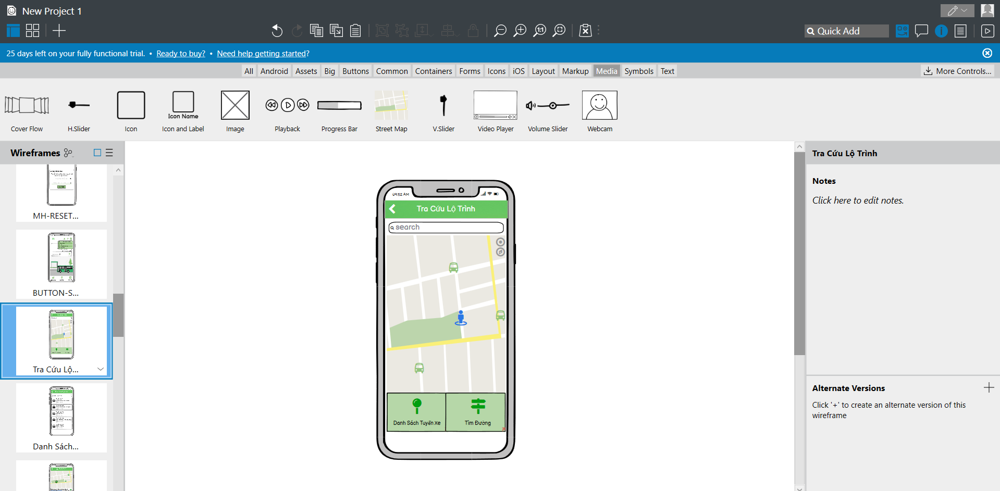 New Project 1
Quick Add
25 days left on your fully functional trial. • Ready to buy? • Need help getting started?
All Android Assets Big Buttons Common Containers Forms Icons iOS Layout Markup Media Symbols Text
More Controls...
Icon Name
Cover Flow H.Slider Icon Icon and Label Image Playback Progress Bar Street Map V.Slider Video Player Volume Slider Webcam
Wireframes
MH-RESET...
BUTTON-S...
Tra Cứu Lộ...
Danh Sách...
09:52 AM
Tra Cứu Lộ Trình
search
Danh Sách Tuyến Xe
Tìm Đường
Tra Cứu Lộ Trình
Notes
Click here to edit notes.
Alternate Versions
Click '+' to create an alternate version of this
wireframe